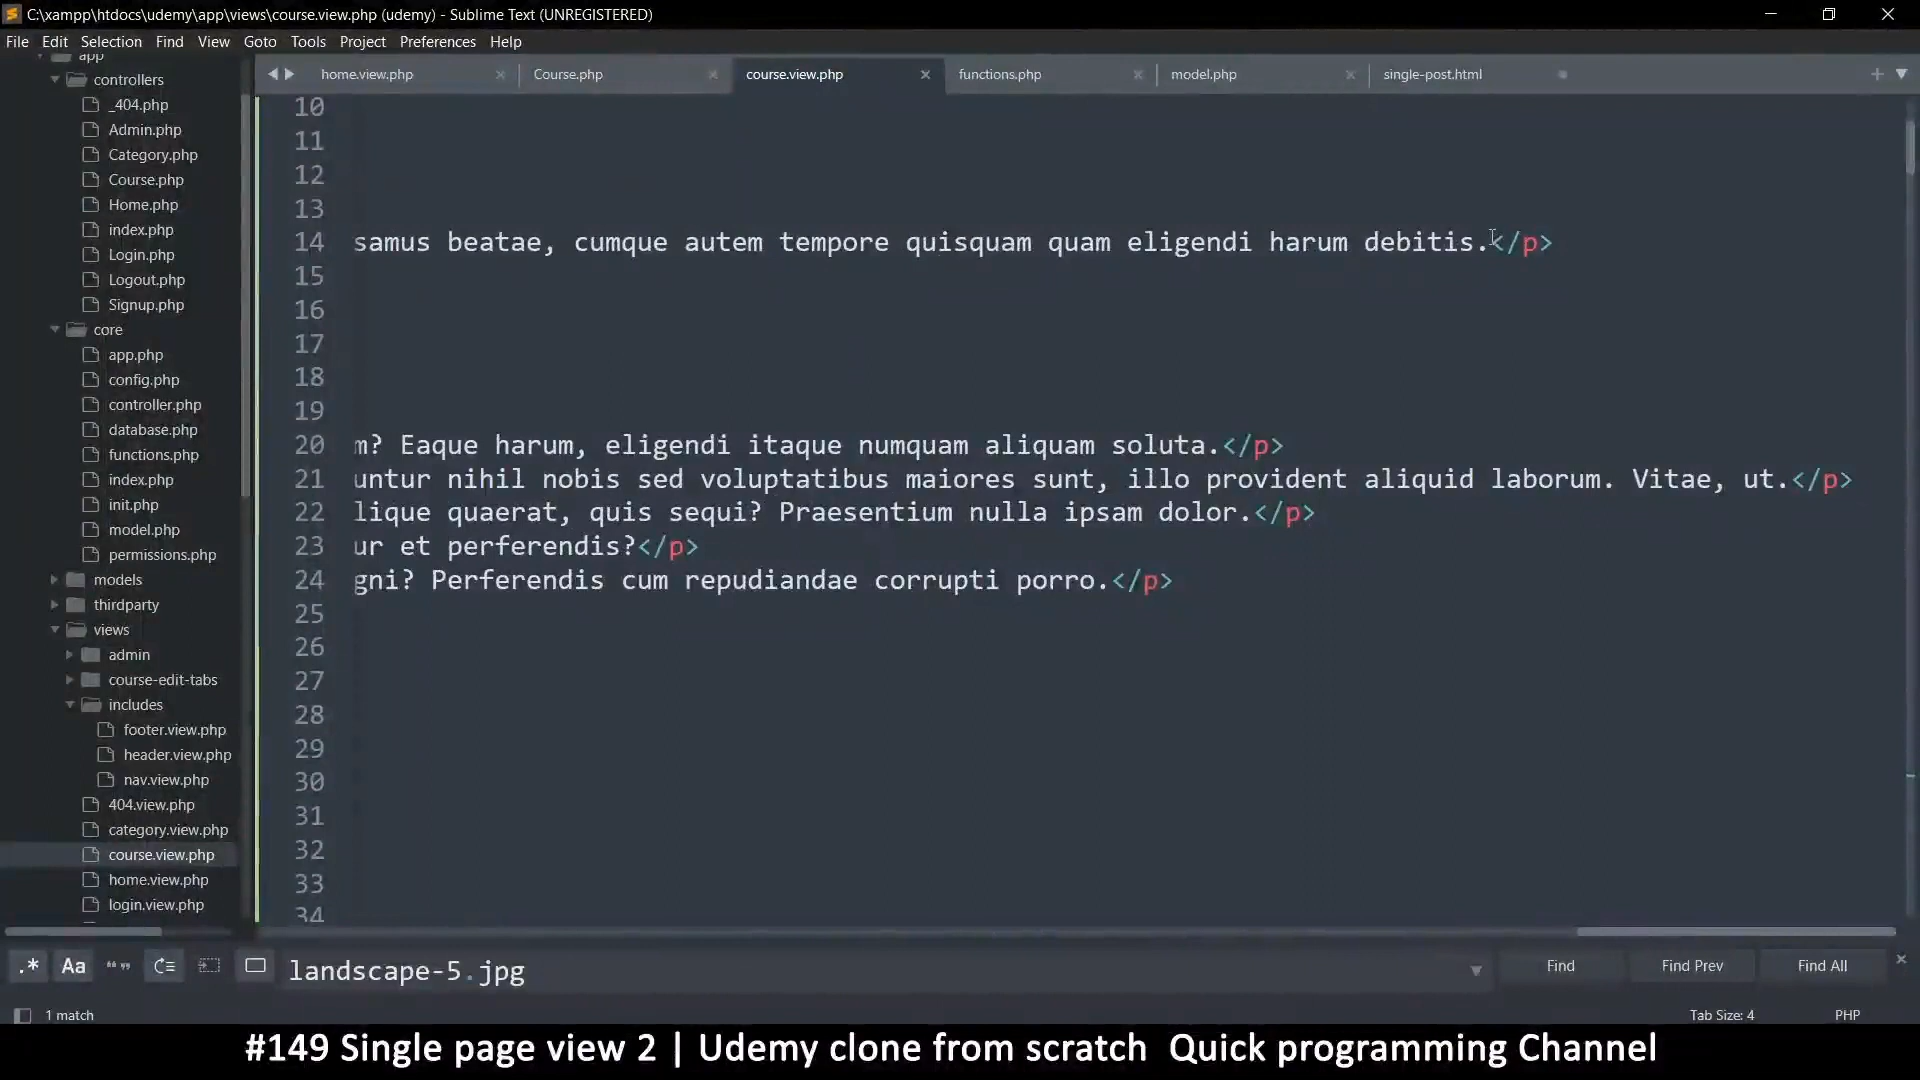 C:\xampp\htdocs\udemy\app\views\course.view.php (udemy) - Sublime Text (UNREGISTERED)
File Edit Selection Find View Goto Tools Project Preferences Help
app
controllers
_404.php
Admin.php
Category.php
Course.php
Home.php
index.php
Login.php
Logout.php
Signup.php
core
app.php
config.php
controller.php
database.php
functions.php
index.php
init.php
model.php
permissions.php
models
thirdparty
views
admin
course-edit-tabs
includes
footer.view.php
header.view.php
nav.view.php
404.view.php
category.view.php
course.view.php
home.view.php
login.view.php
home.view.php Course.php course.view.php functions.php model.php single-post.html
10
11
12
13
14 samus beatae, cumque autem tempore quisquam quam eligendi harum debitis.</p>
15
16
17
18
19
20 m? Eaque harum, eligendi itaque numquam aliquam soluta.</p>
21 untur nihil nobis sed voluptatibus maiores sunt, illo provident aliquid laborum. Vitae, ut.</p>
22 lique quaerat, quis sequi? Praesentium nulla ipsam dolor.</p>
23 ur et perferendis?</p>
24 gni? Perferendis cum repudiandae corrupti porro.</p>
25
26
27
28
29
30
31
32
33
34
.* Aa landscape-5.jpg Find Find Prev Find All
1 match Tab Size: 4 PHP
#149 Single page view 2 | Udemy clone from scratch Quick programming Channel